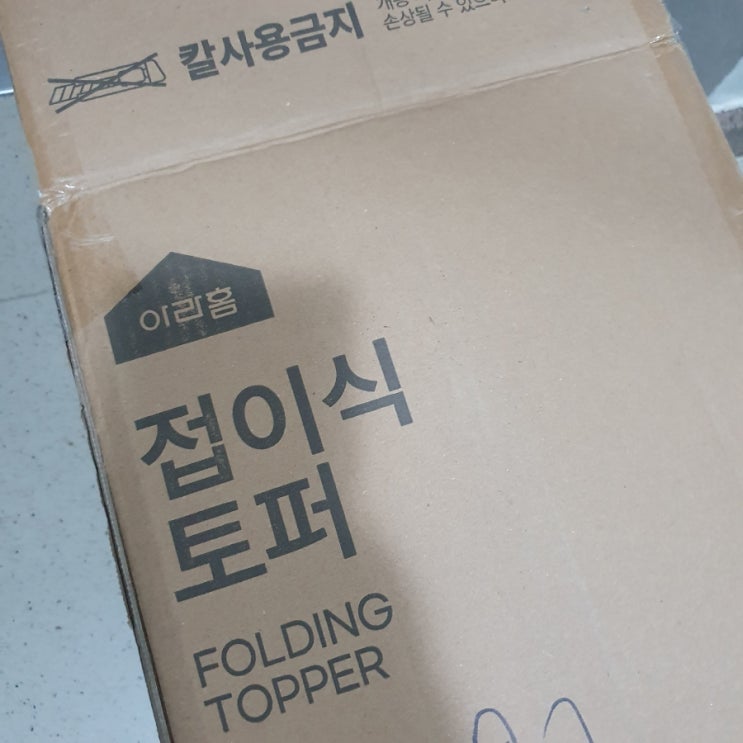 칼사용금지
손상될 수 있으
아라홈
접이식
토퍼
FOLDING
TOPPER